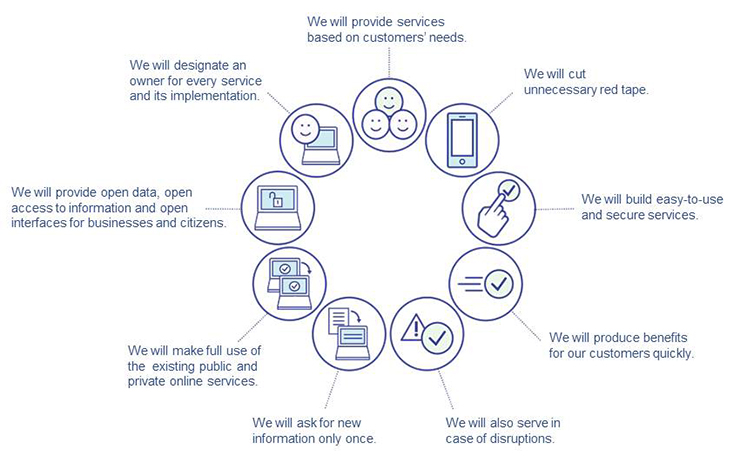 We will provide services
based on customers' needs.
We will cut
unnecessary red tape.
We will build easy-to-use
and secure services.
We will produce benefits
for our customers quickly.
We will also serve in
case of disruptions.
We will ask for new
information only once.
We will make full use of
the existing public and
private online services.
We will provide open data, open
access to information and open
interfaces for businesses and citizens.
We will designate an
owner for every service
and its implementation.